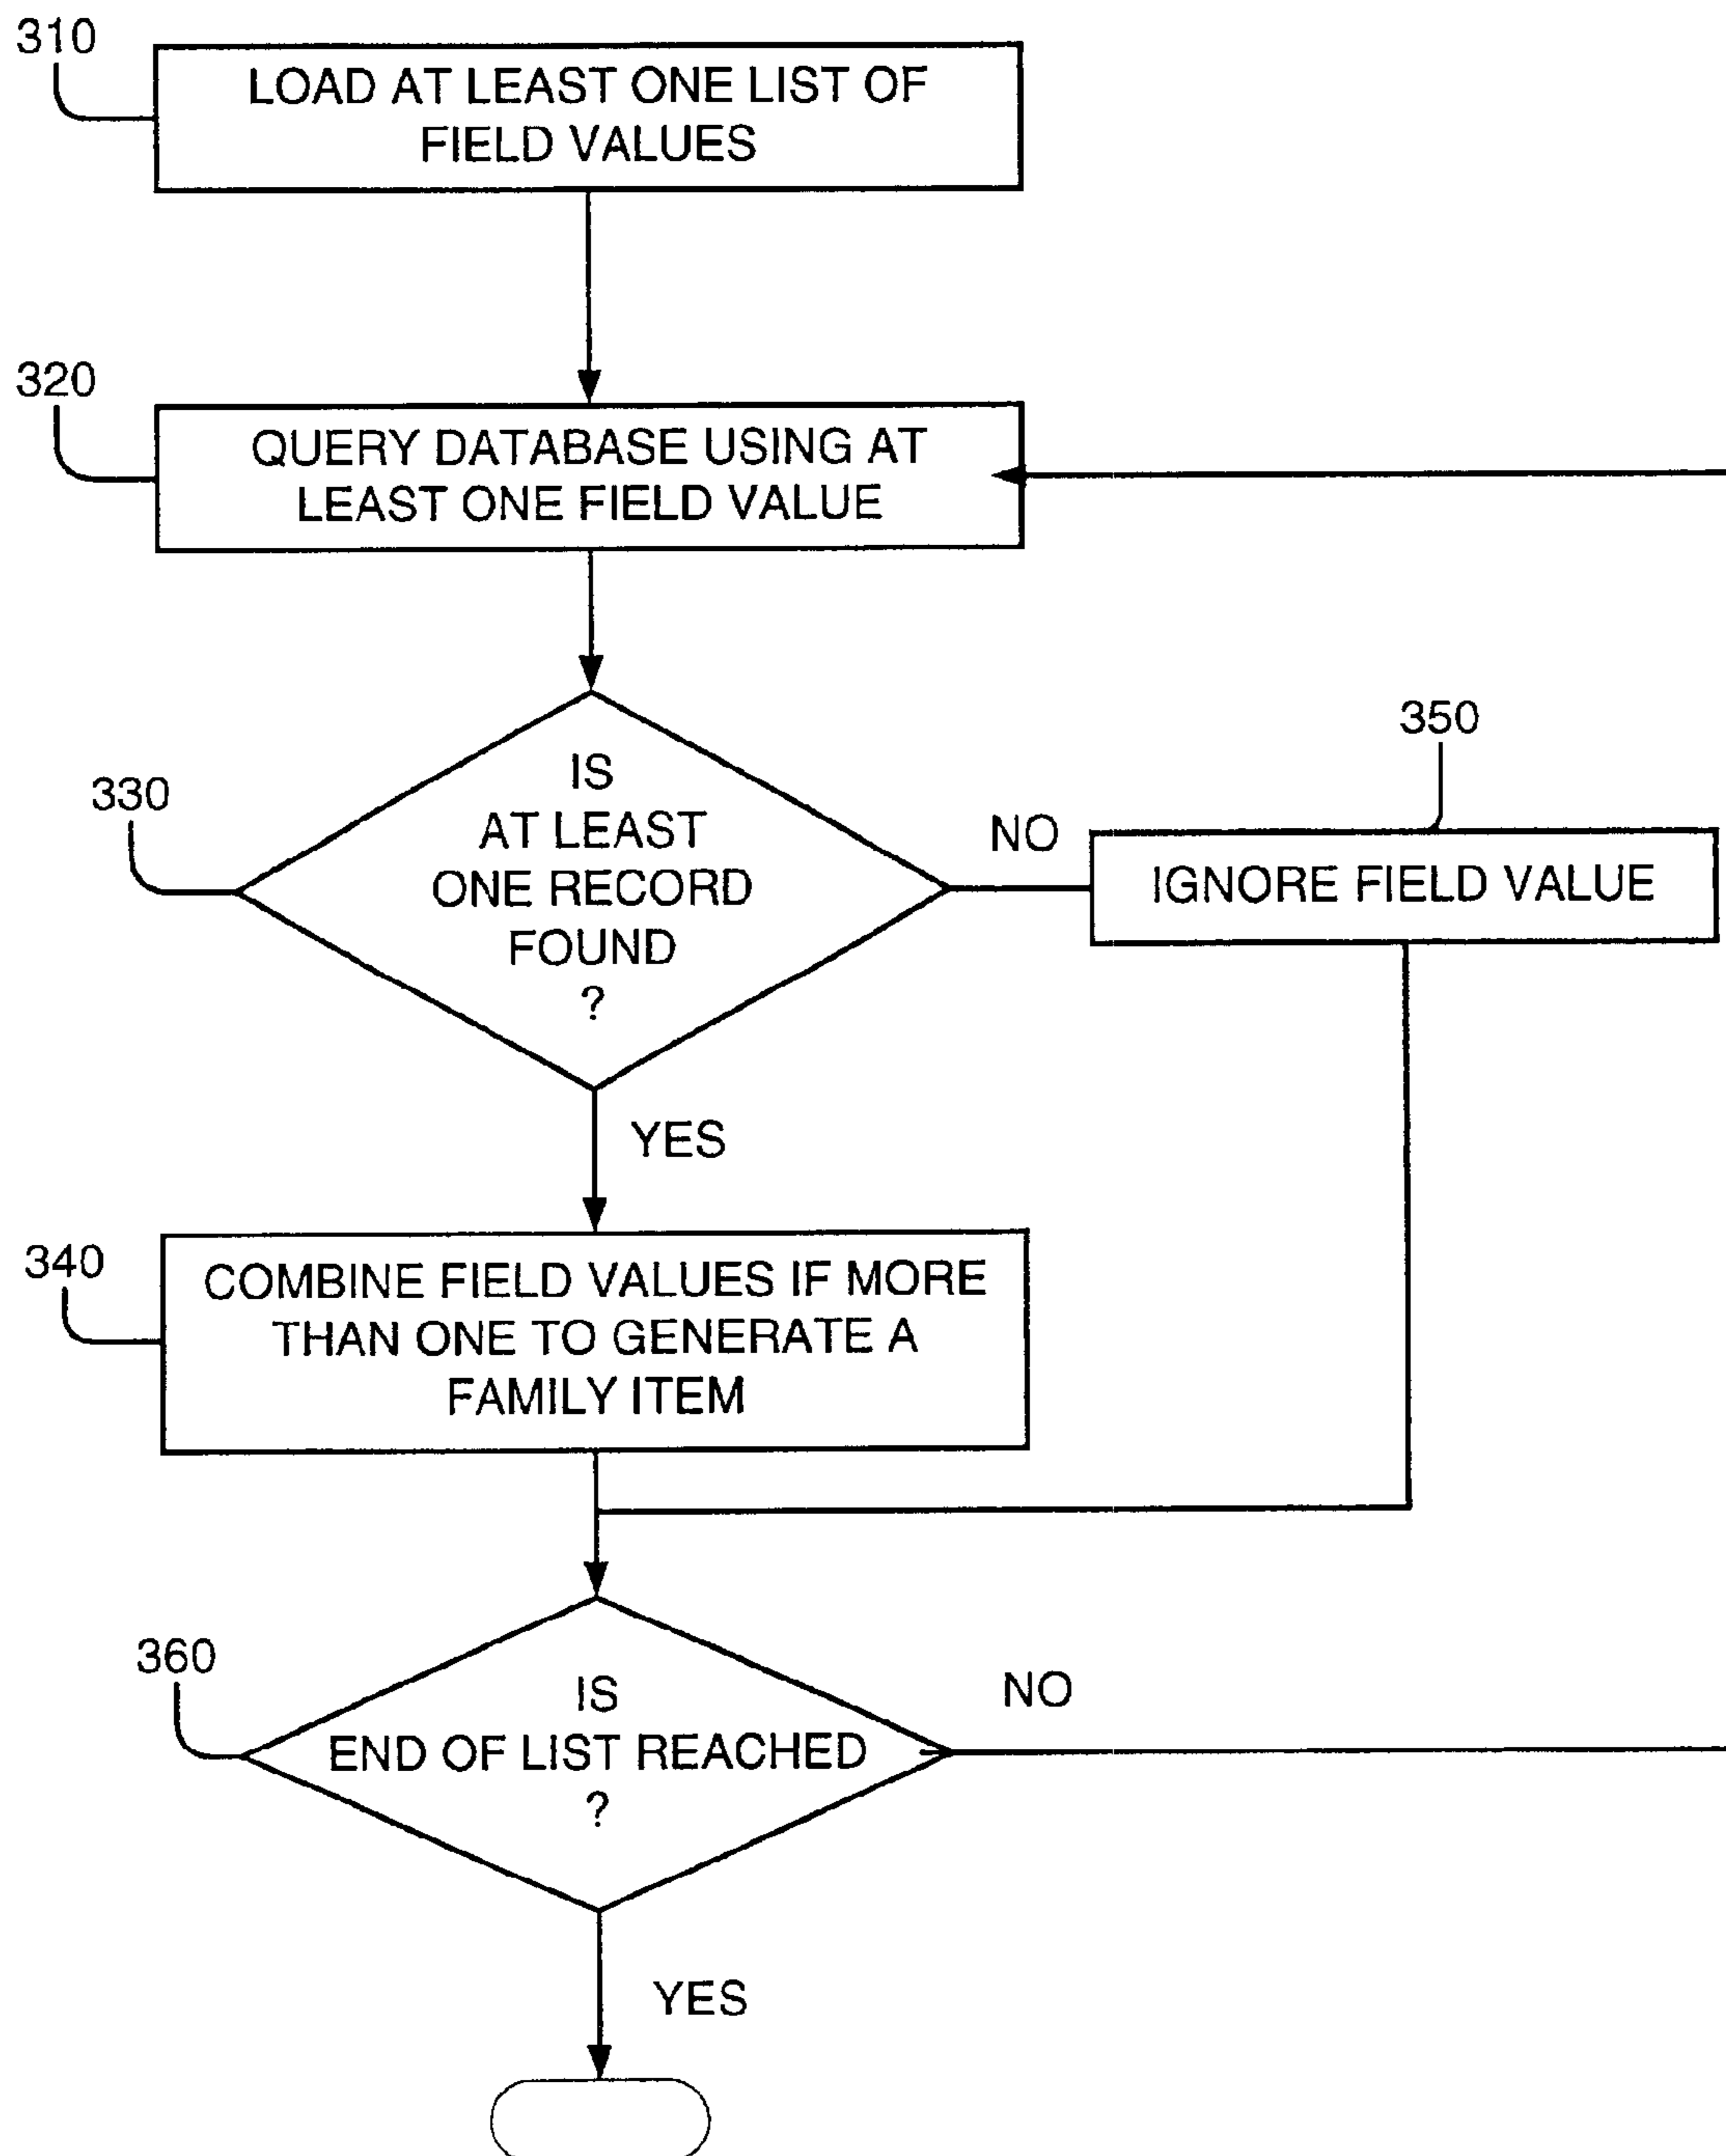 310
LOAD AT LEAST ONE LIST OF
FIELD VALUES
320
QUERY DATABASE USING AT
LEAST ONE FIELD VALUE
330
IS
AT LEAST
ONE RECORD
FOUND
?
NO
350
IGNORE FIELD VALUE
YES
340
COMBINE FIELD VALUES IF MORE
THAN ONE TO GENERATE A
FAMILY ITEM
360
IS
END OF LIST REACHED
?
NO
YES